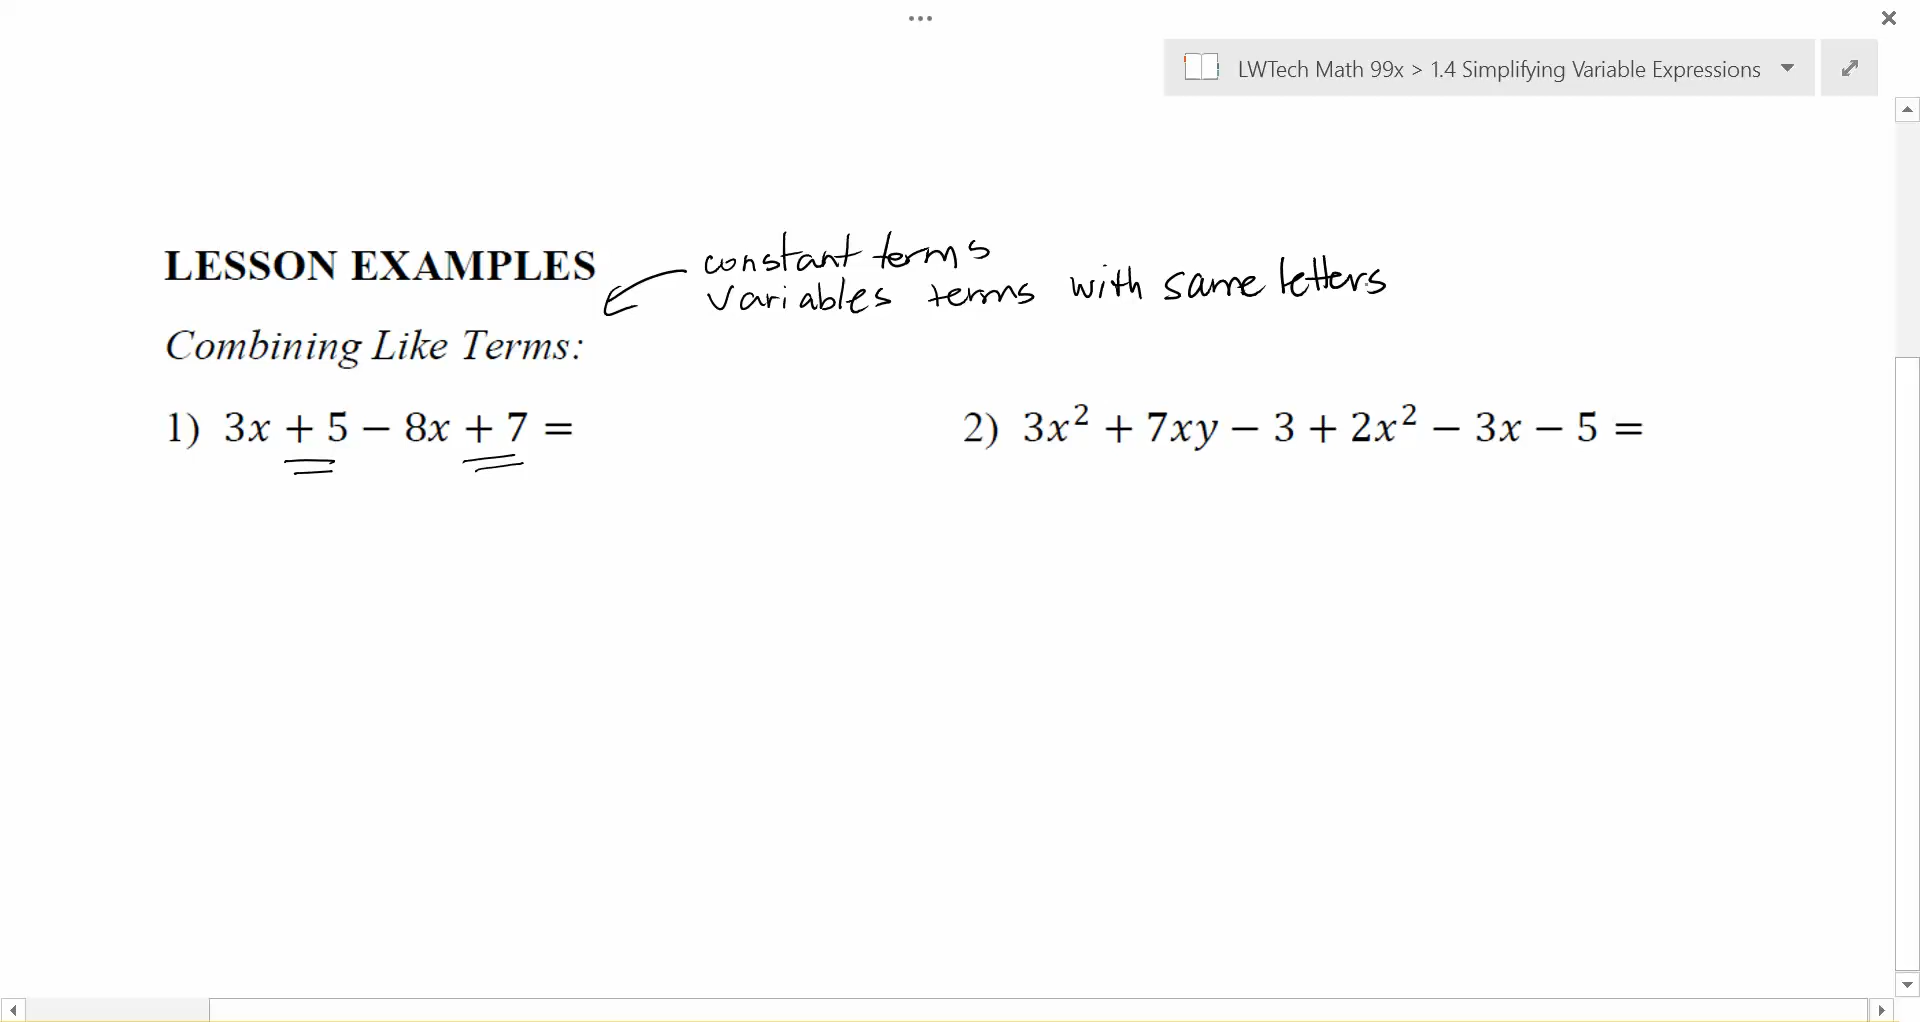 LWTech Math 99x > 1.4 Simplifying Variable Expressions
LESSON EXAMPLES
constant terms
variables terms with same letters
Combining Like Terms:
1) 3x + 5 − 8x + 7 =
2) 3x² + 7xy − 3 + 2x² − 3x − 5 =